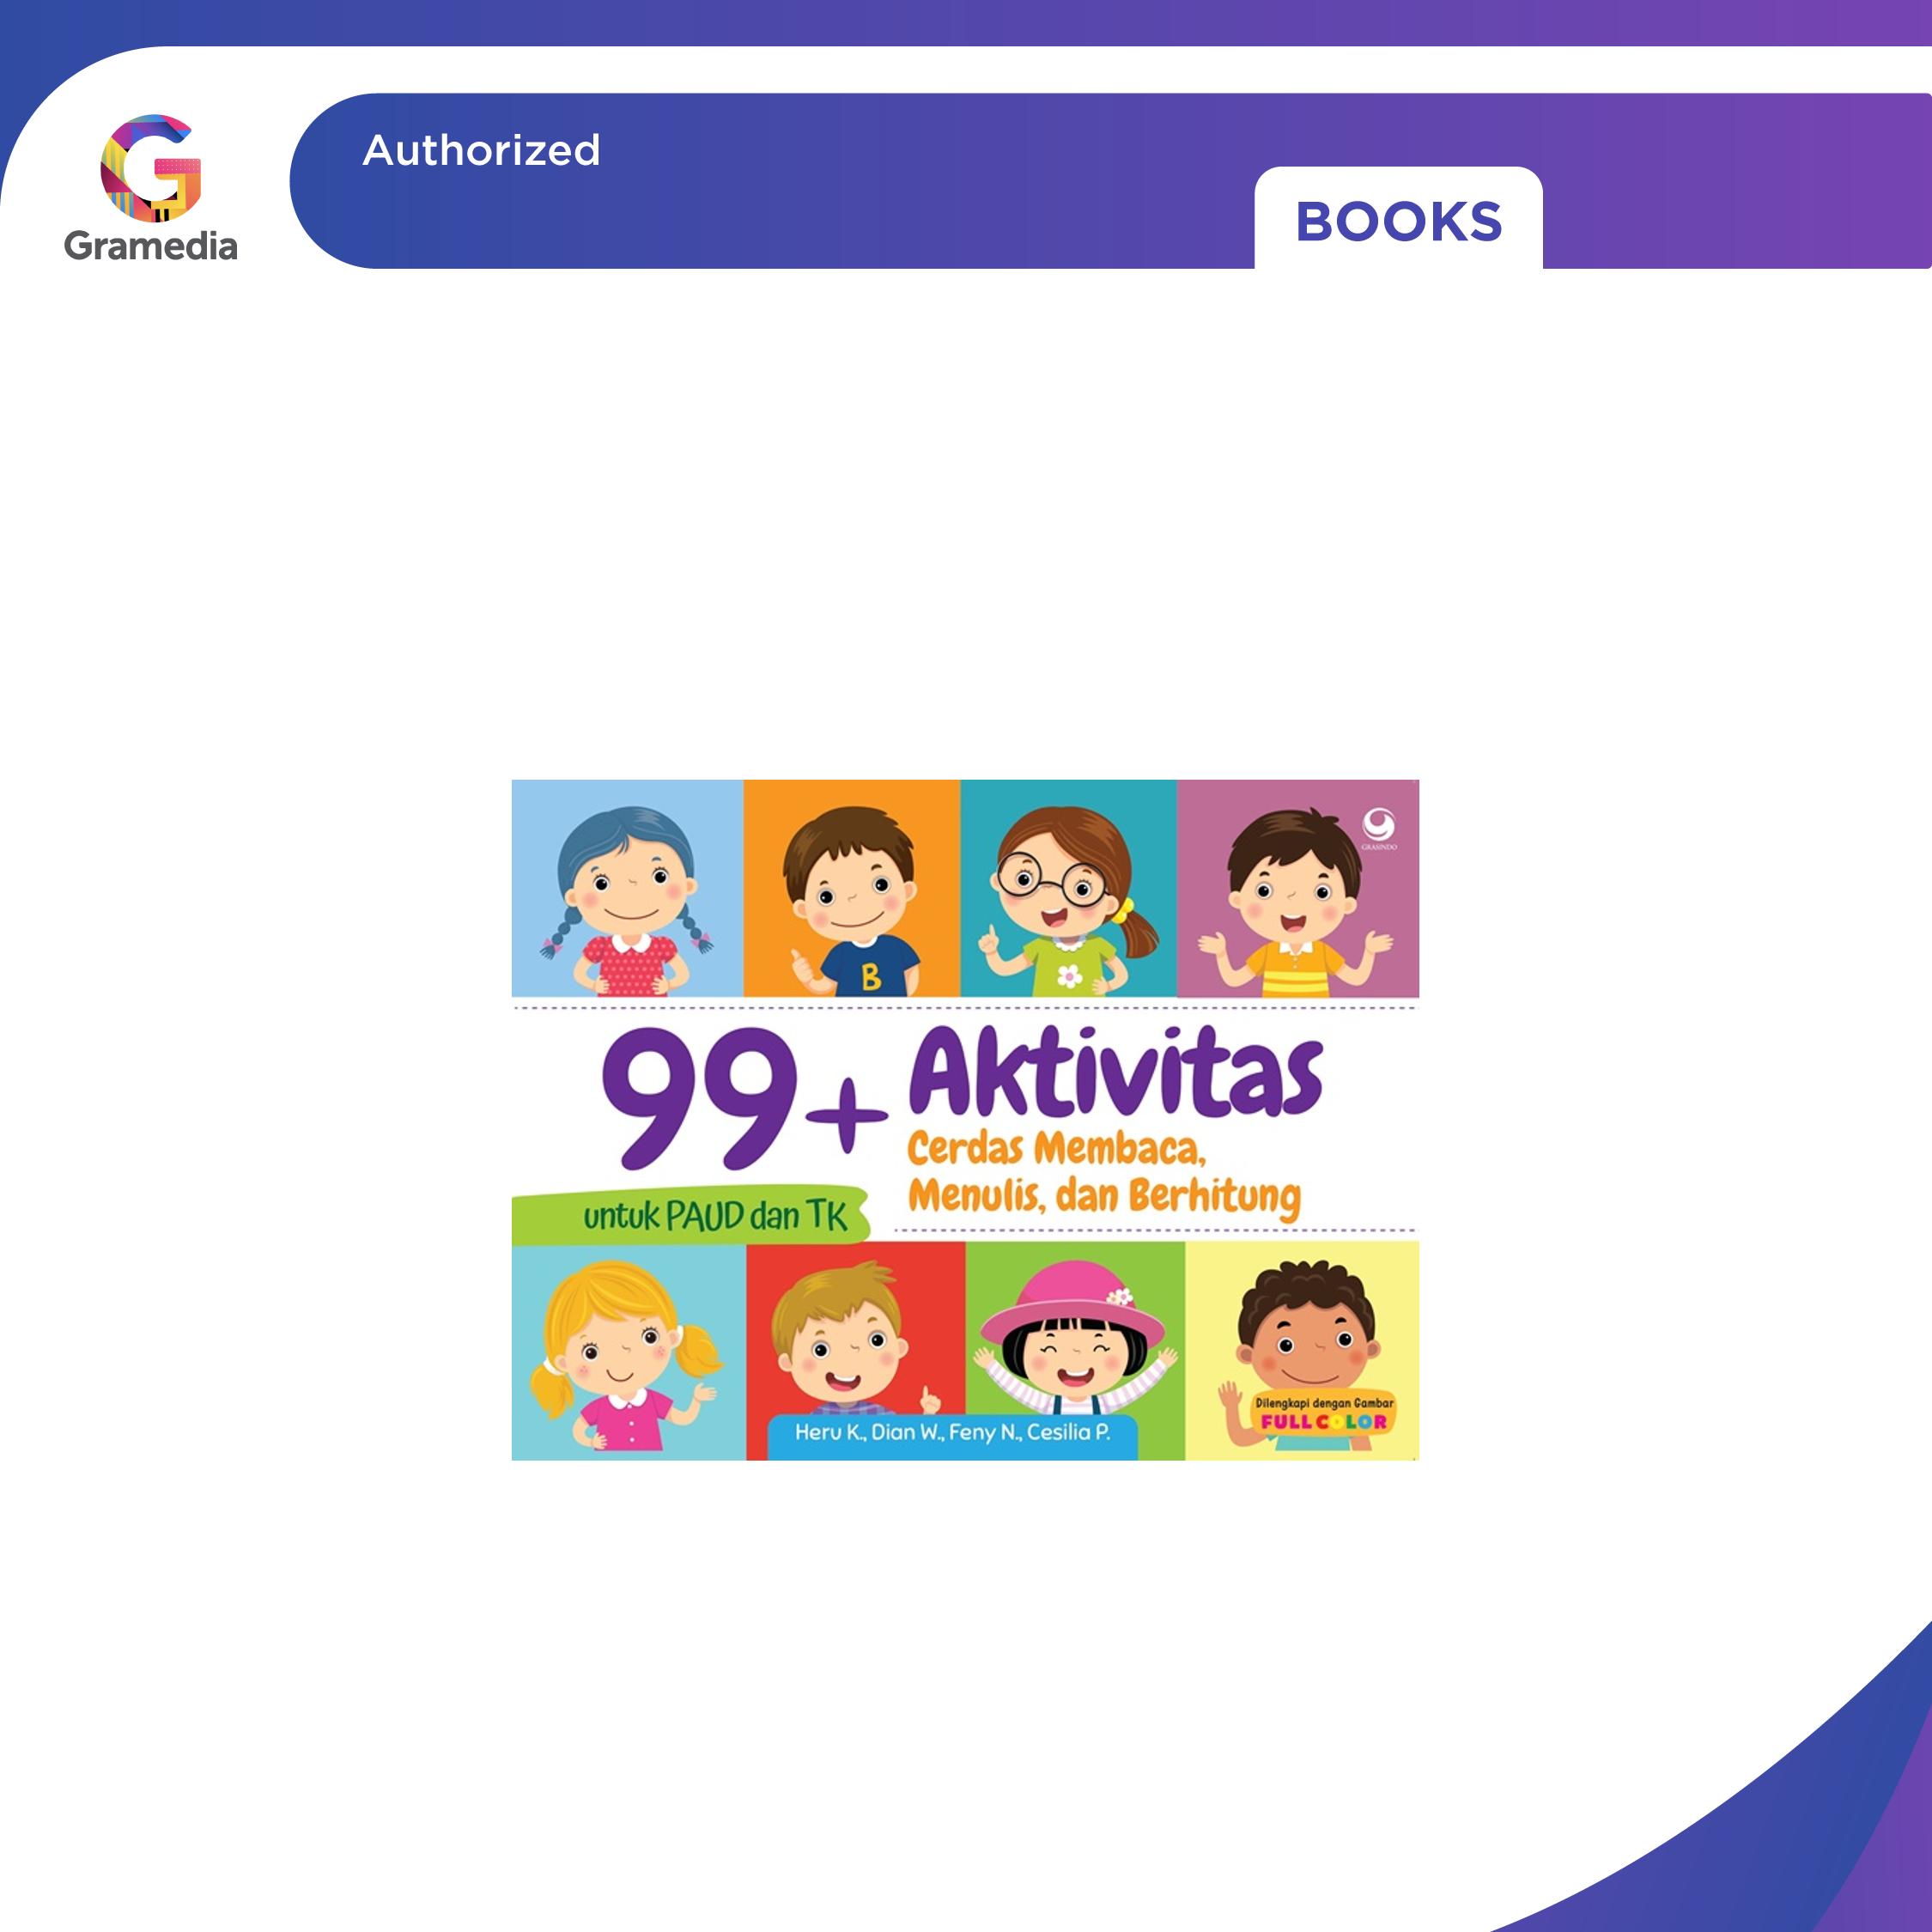 Authorized
Gramedia
BOOKS
GRASINDO
B
99+ Aktivitas
Cerdas Membaca,
Menulis, dan Berhitung
untuk PAUD dan TK
Dilengkapi dengan Gambar
FULL COLOR
Heru K., Dian W., Feny N., Cesilia P.